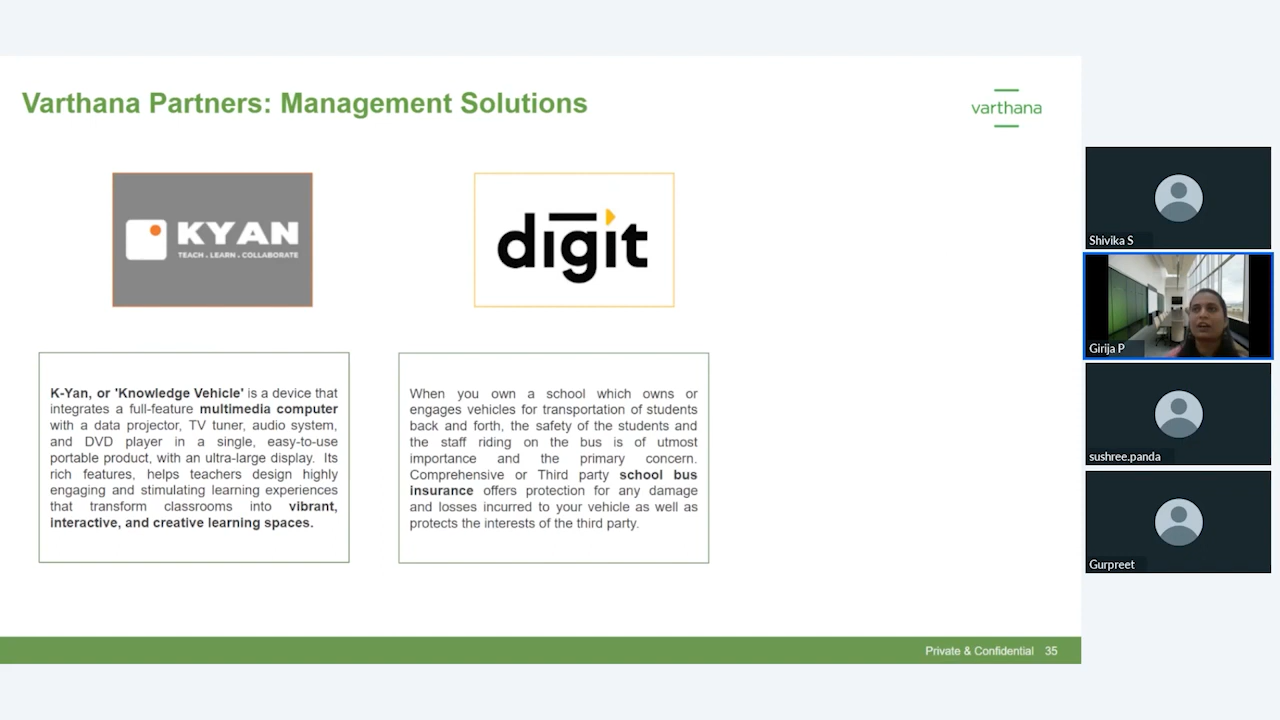 Varthana Partners: Management Solutions
varthana
KYAN
TEACH . LEARN . COLLABORATE
digit
K-Yan, or 'Knowledge Vehicle' is a device that
integrates a full-feature multimedia computer
with a data projector, TV tuner, audio system,
and DVD player in a single, easy-to-use
portable product, with an ultra-large display. Its
rich features, helps teachers design highly
engaging and stimulating learning experiences
that transform classrooms into vibrant,
interactive, and creative learning spaces.
When you own a school which owns or
engages vehicles for transportation of students
back and forth, the safety of the students and
the staff riding on the bus is of utmost
importance and the primary concern.
Comprehensive or Third party school bus
insurance offers protection for any damage
and losses incurred to your vehicle as well as
protects the interests of the third party.
Private & Confidential 35
Shivika S
Girija P
sushree.panda
Gurpreet